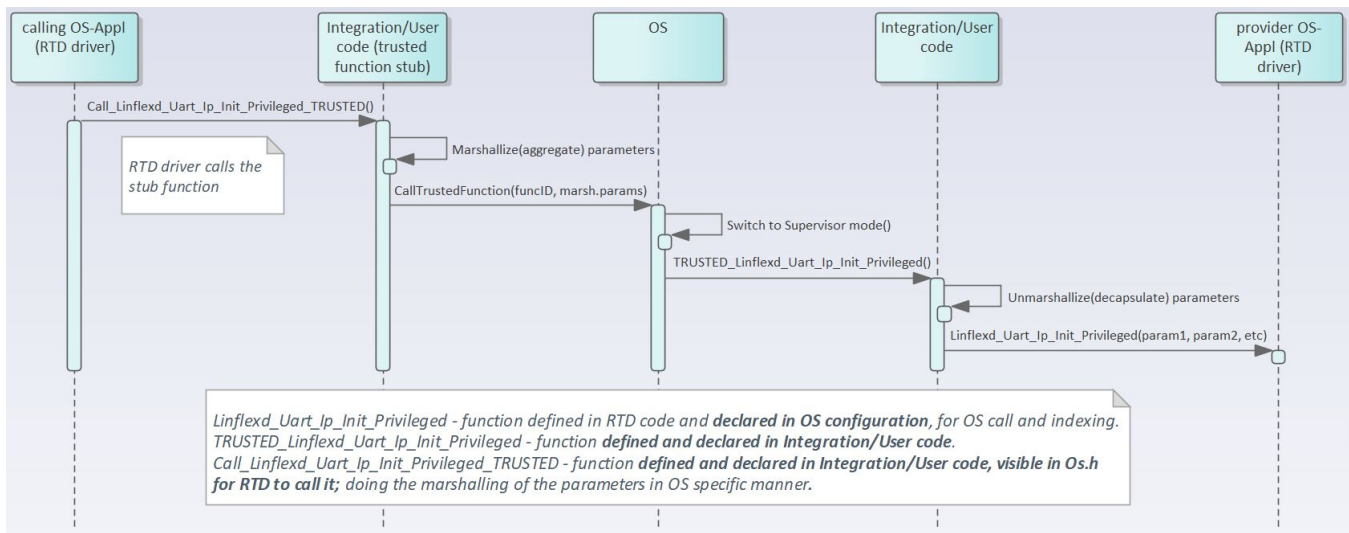 calling OS-Appl
(RTD driver)
Integration/User
code (trusted
function stub)
OS
Integration/User
code
provider OS-
Appl (RTD
driver)
Call_Linflexd_Uart_Ip_Init_Privileged_TRUSTED()
RTD driver calls the
stub function
Marshallize(aggregate) parameters
CallTrustedFunction(funcID, marsh.params)
Switch to Supervisor mode()
TRUSTED_Linflexd_Uart_Ip_Init_Privileged()
Unmarshallize(decapsulate) parameters
Linflexd_Uart_Ip_Init_Privileged(param1, param2, etc)
Linflexd_Uart_Ip_Init_Privileged - function defined in RTD code and declared in OS configuration, for OS call and indexing.
TRUSTED_Linflexd_Uart_Ip_Init_Privileged - function defined and declared in Integration/User code.
Call_Linflexd_Uart_Ip_Init_Privileged_TRUSTED - function defined and declared in Integration/User code, visible in Os.h
for RTD to call it; doing the marshalling of the parameters in OS specific manner.